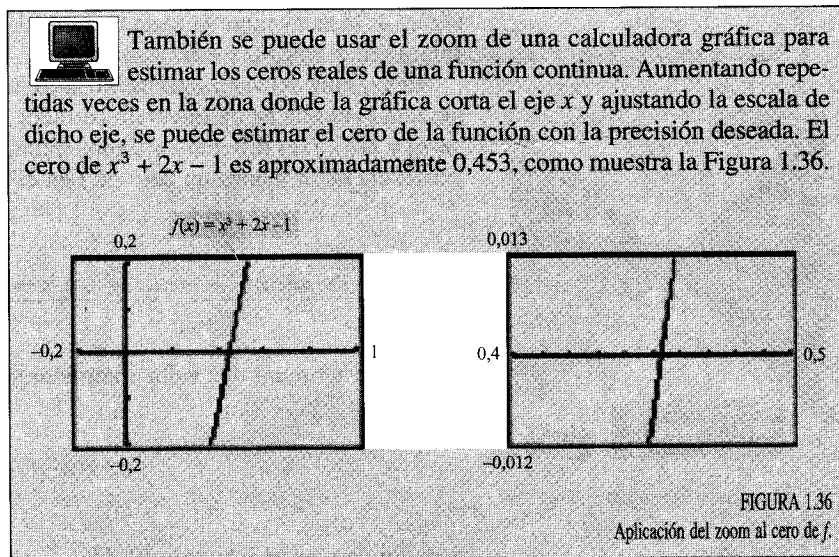 También se puede usar el zoom de una calculadora gráfica para
estimar los ceros reales de una función continua. Aumentando repe-
tidas veces en la zona donde la gráfica corta el eje x y ajustando la escala de
dicho eje, se puede estimar el cero de la función con la precisión deseada. El
cero de x³ + 2x − 1 es aproximadamente 0,453, como muestra la Figura 1.36.
f(x) = x³ + 2x − 1
0,2
−0,2
1
−0,2
0,013
0,4
0,5
−0,012
FIGURA 1.36
Aplicación del zoom al cero de f.